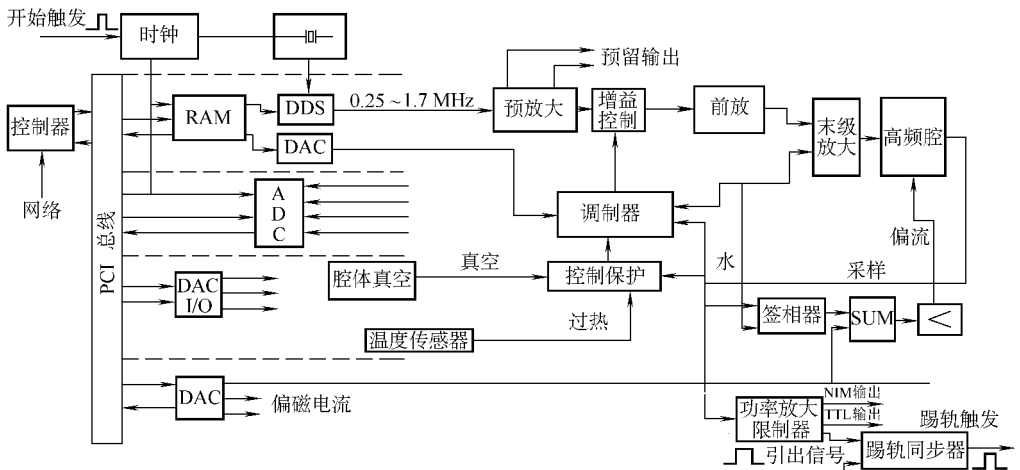 开始触发
时钟
控制器
网络
PCI 总线
RAM
DDS
0.25 ~1.7 MHz
DAC
预放大
预留输出
增益
控制
前放
末级
放大
高频腔
A
D
C
调制器
偏流
水
采样
DAC
I/O
腔体真空
真空
控制保护
过热
温度传感器
签相器
SUM
<
DAC
偏磁电流
功率放大
限制器
NIM输出
TTL输出
引出信号
踢轨触发
踢轨同步器